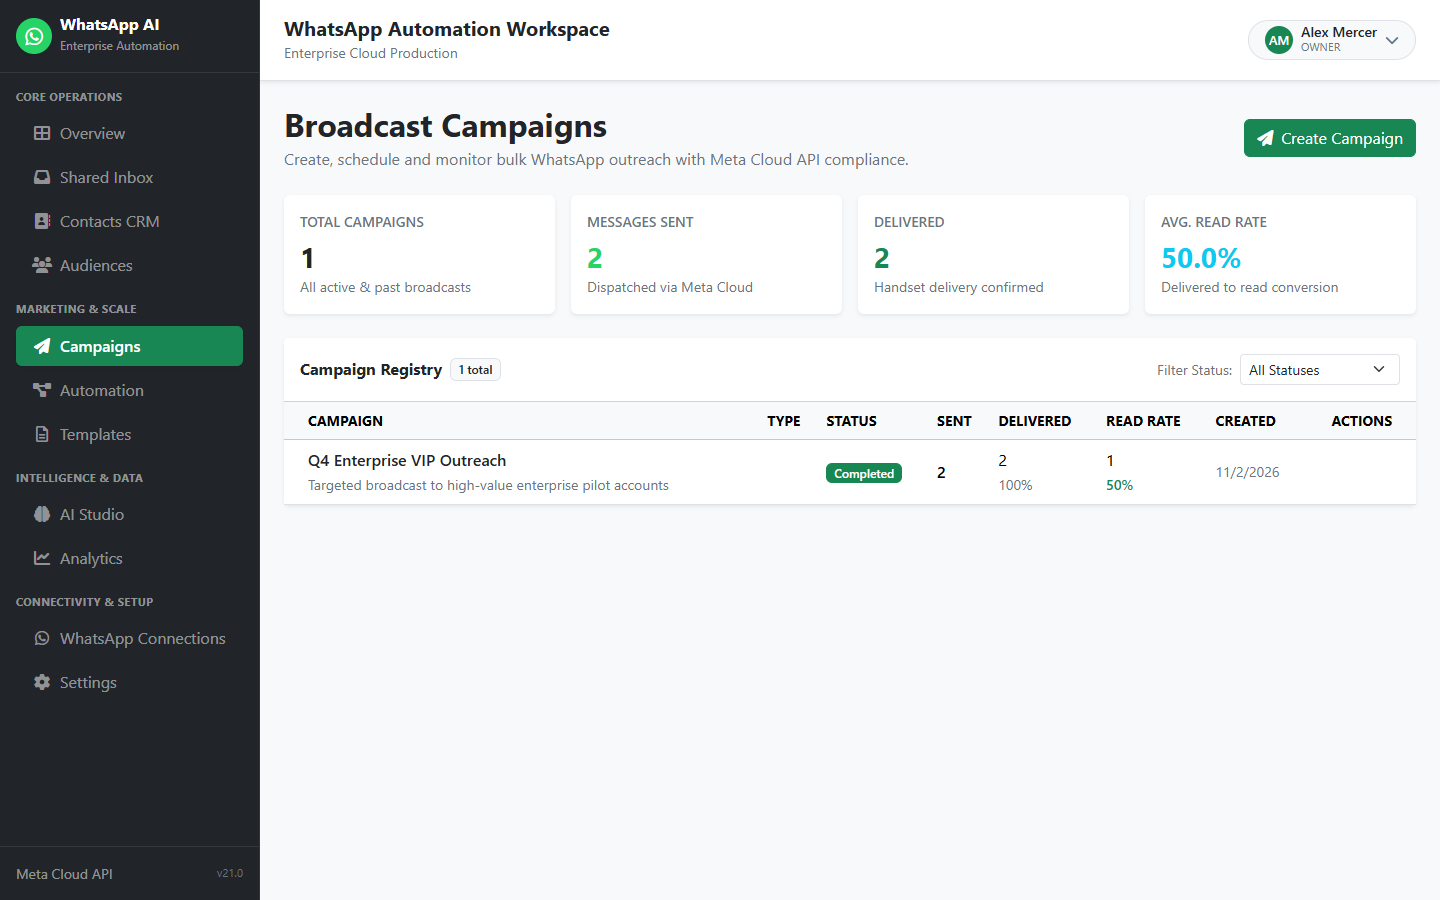 WhatsApp AI
Enterprise Automation
CORE OPERATIONS
Overview
Shared Inbox
Contacts CRM
Audiences
MARKETING & SCALE
Campaigns
Automation
Templates
INTELLIGENCE & DATA
AI Studio
Analytics
CONNECTIVITY & SETUP
WhatsApp Connections
Settings
Meta Cloud API v21.0
WhatsApp Automation Workspace
Enterprise Cloud Production
AM Alex Mercer
OWNER
Broadcast Campaigns
Create, schedule and monitor bulk WhatsApp outreach with Meta Cloud API compliance.
Create Campaign
TOTAL CAMPAIGNS
1
All active & past broadcasts
MESSAGES SENT
2
Dispatched via Meta Cloud
DELIVERED
2
Handset delivery confirmed
AVG. READ RATE
50.0%
Delivered to read conversion
Campaign Registry 1 total
Filter Status: All Statuses
CAMPAIGN TYPE STATUS SENT DELIVERED READ RATE CREATED ACTIONS
Q4 Enterprise VIP Outreach
Targeted broadcast to high-value enterprise pilot accounts
Completed
2
2
100%
1
50%
11/2/2026